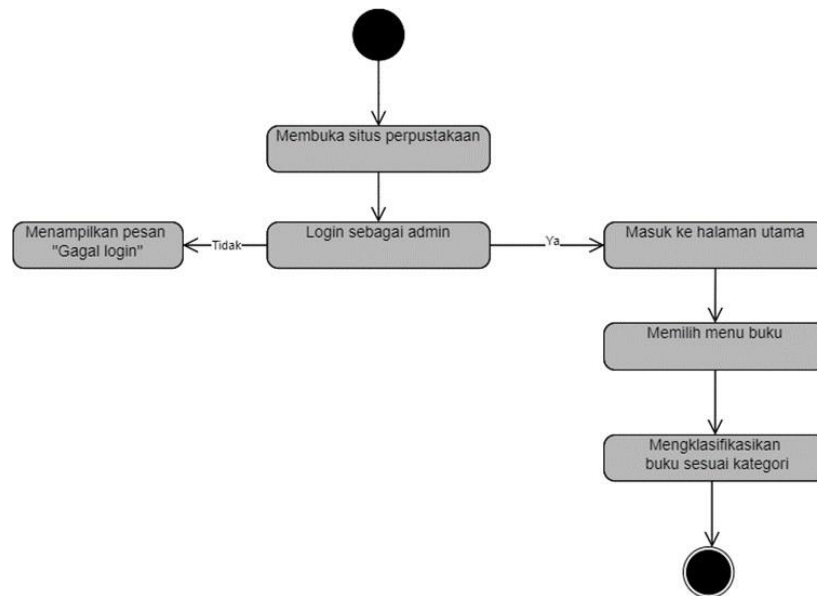 Membuka situs perpustakaan
Menampilkan pesan
"Gagal login"
Tidak
Login sebagai admin
Ya
Masuk ke halaman utama
Memilih menu buku
Mengklasifikasikan
buku sesuai kategori